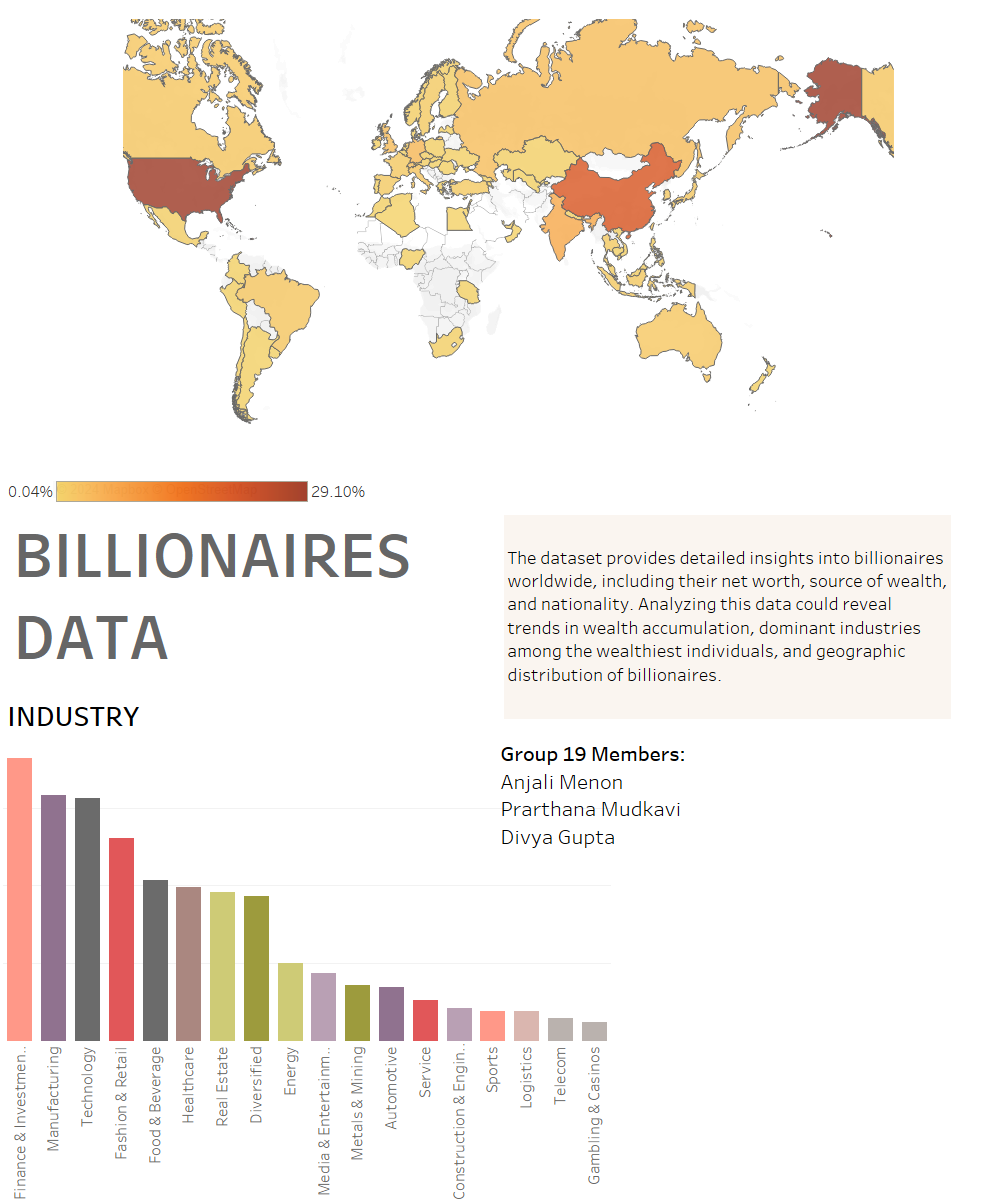 0.04%
29.10%
BILLIONAIRES
DATA
The dataset provides detailed insights into billionaires
worldwide, including their net worth, source of wealth,
and nationality. Analyzing this data could reveal
trends in wealth accumulation, dominant industries
among the wealthiest individuals, and geographic
distribution of billionaires.
INDUSTRY
Group 19 Members:
Anjali Menon
Prarthana Mudkavi
Divya Gupta
Finance & Investmen..
Manufacturing
Technology
Fashion & Retail
Food & Beverage
Healthcare
Real Estate
Diversified
Energy
Media & Entertainm..
Metals & Mining
Automotive
Service
Construction & Engin..
Sports
Logistics
Telecom
Gambling & Casinos